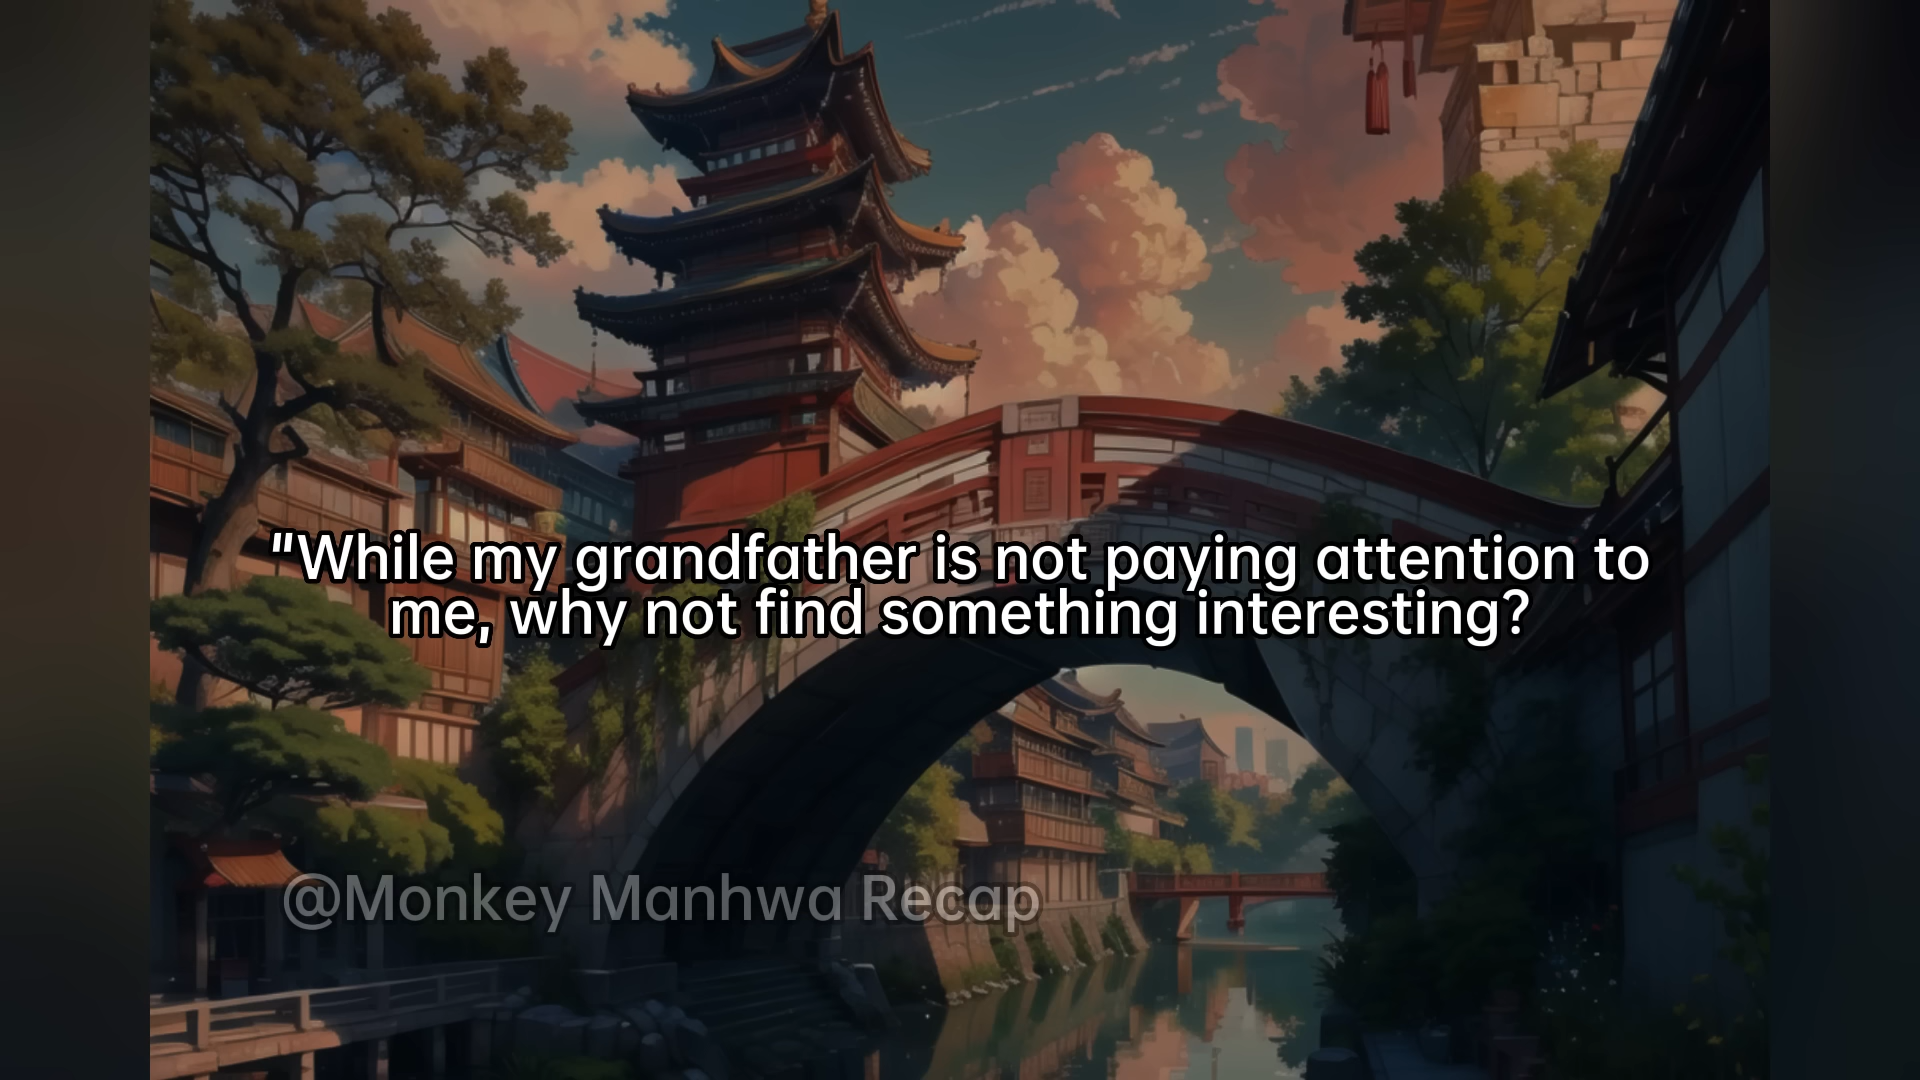 "While my grandfather is not paying attention to
me, why not find something interesting?
@Monkey Manhwa Recap